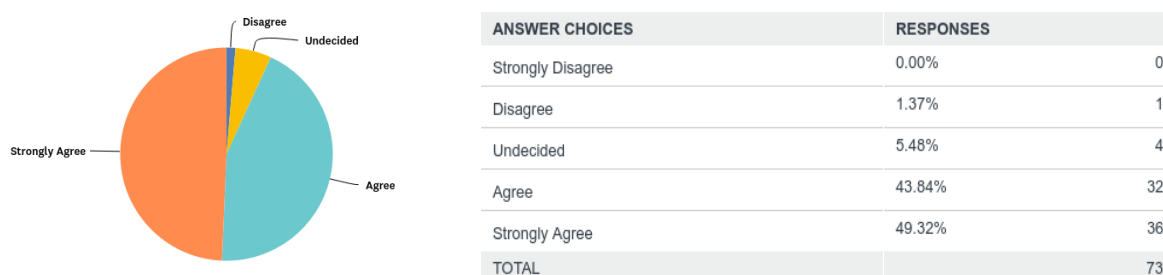 Disagree
Undecided
Strongly Agree
Agree
ANSWER CHOICES RESPONSES
Strongly Disagree 0.00% 0
Disagree 1.37% 1
Undecided 5.48% 4
Agree 43.84% 32
Strongly Agree 49.32% 36
TOTAL 73